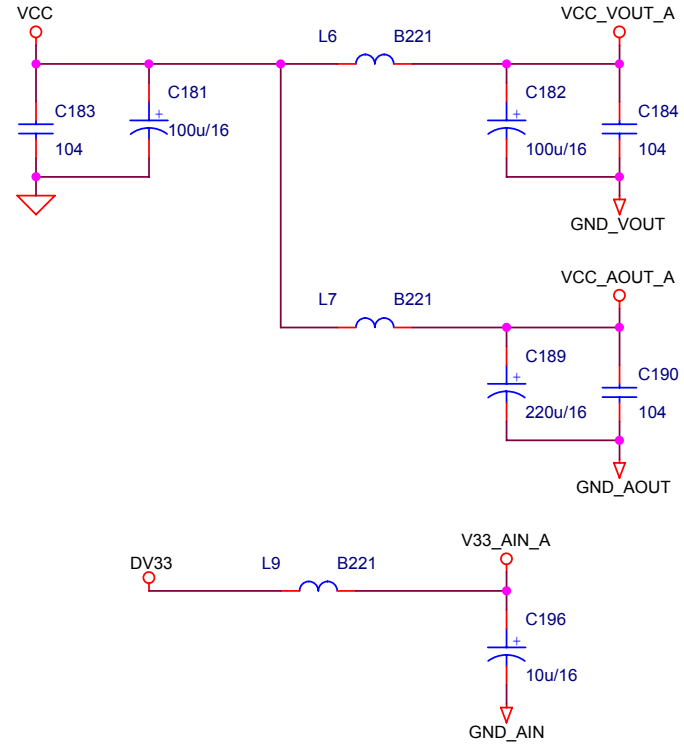 VCC
VCC_VOUT_A
L6 B221
C183
104
C181
100u/16
C182
100u/16
C184
104
GND_VOUT
VCC_AOUT_A
L7 B221
C189
220u/16
C190
104
GND_AOUT
V33_AIN_A
DV33
L9 B221
C196
10u/16
GND_AIN